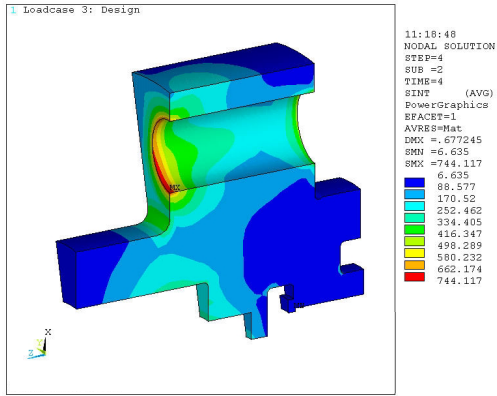 1 Loadcase 3: Design
11:18:48
NODAL SOLUTION
STEP=4
SUB =2
TIME=4
SINT (AVG)
PowerGraphics
EFACET=1
AVRES=Mat
DMX =.677245
SMN =6.635
SMX =744.117
6.635
88.577
170.52
252.462
334.405
416.347
498.289
580.232
662.174
744.117
MX
X
Y
Z